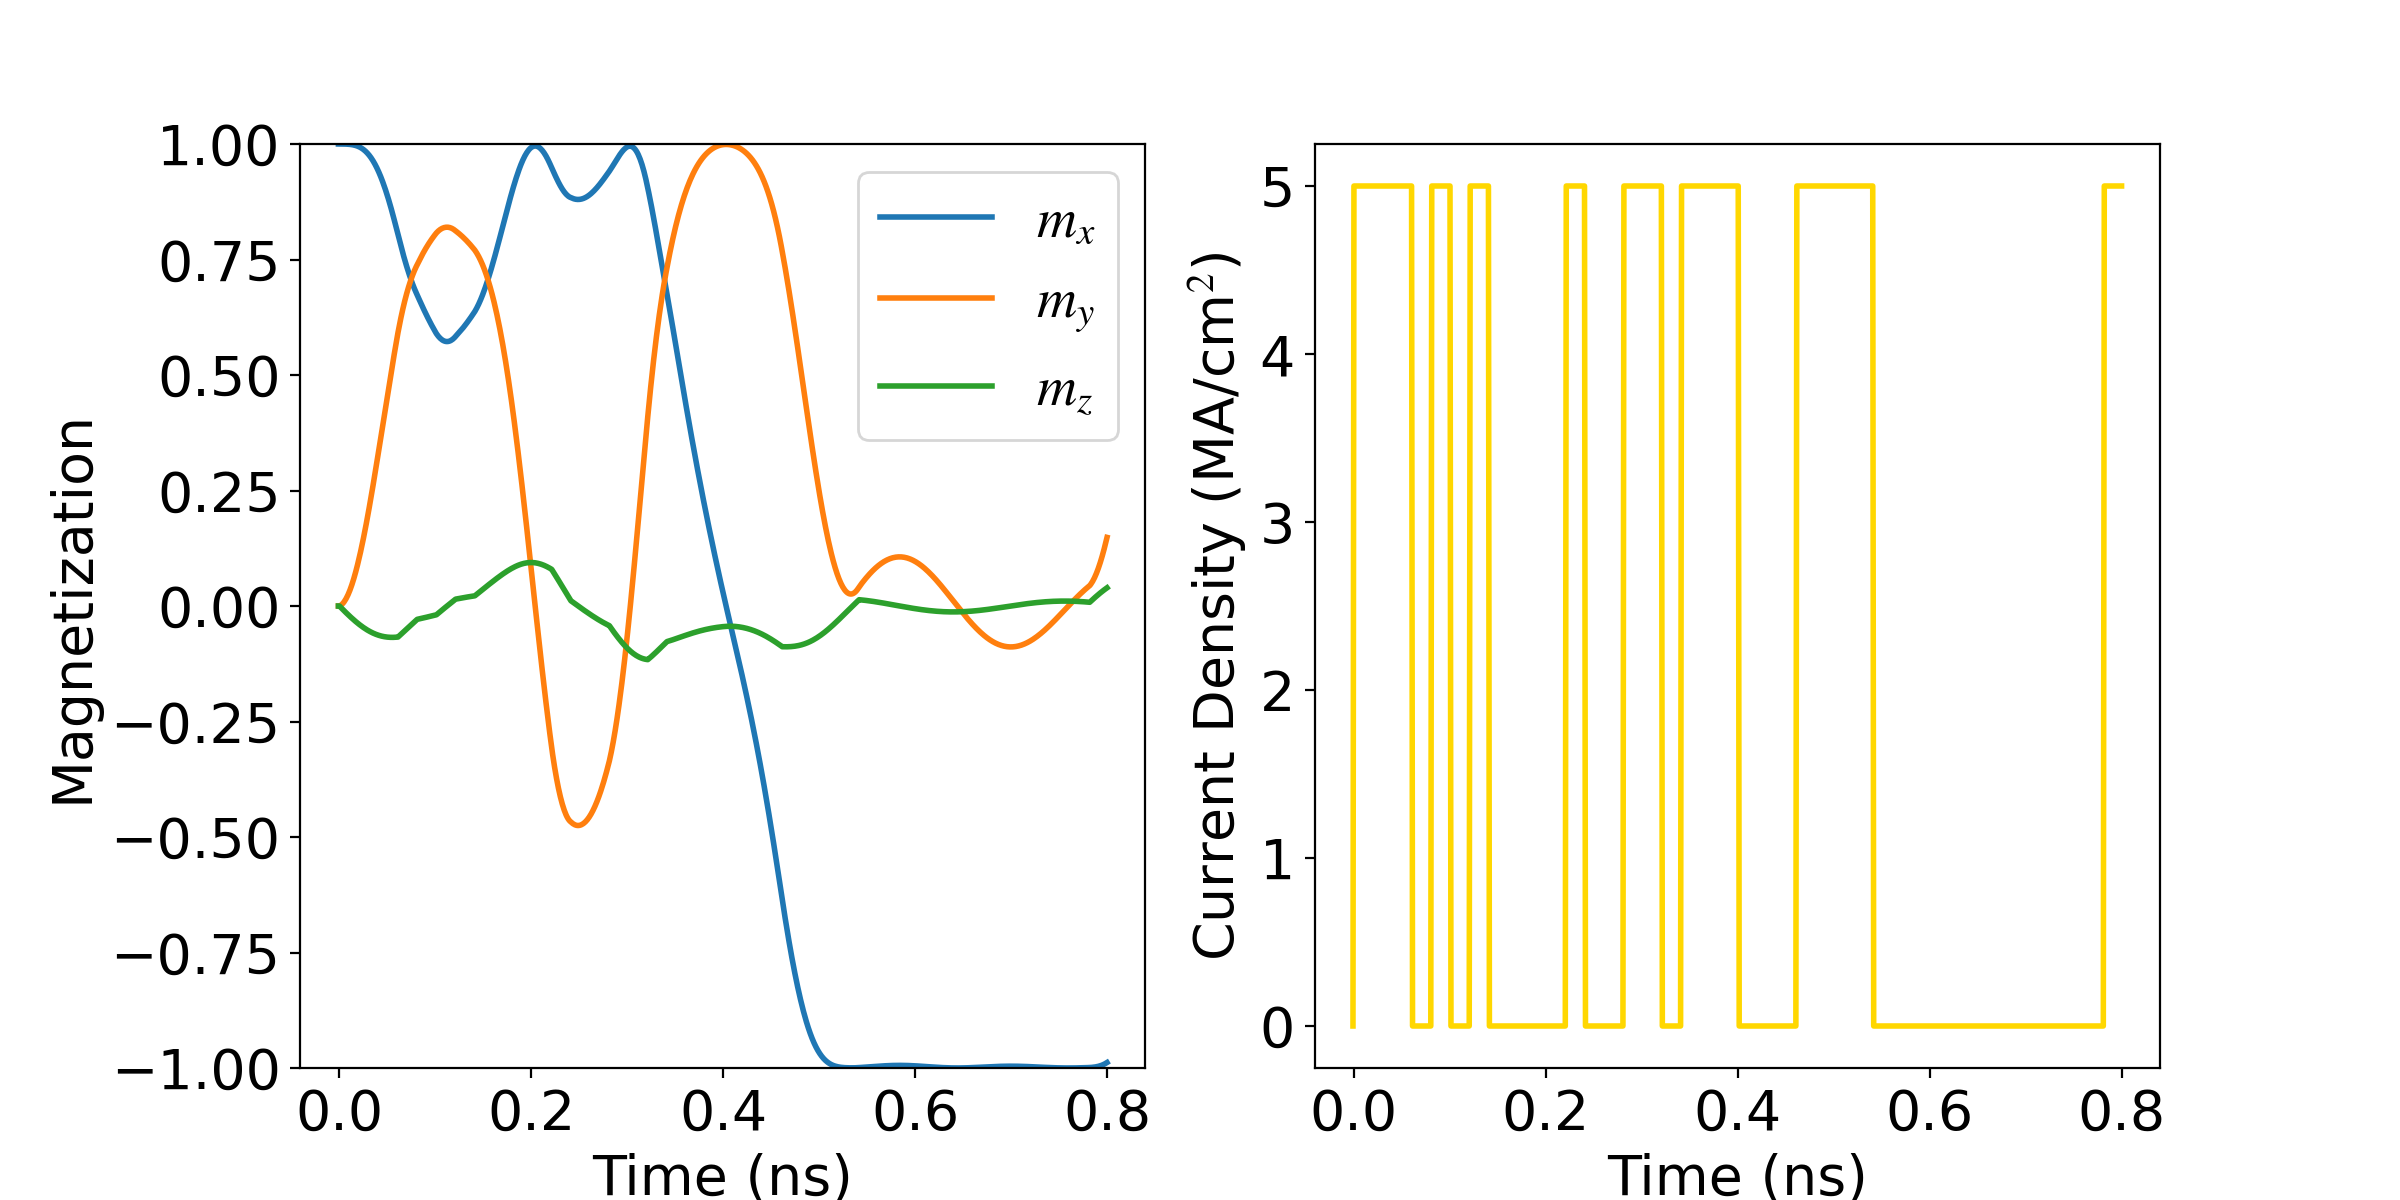 Magnetization
1.00
0.75
0.50
0.25
0.00
−0.25
−0.50
−0.75
−1.00
0.0 0.2 0.4 0.6 0.8
Time (ns)
m_x
m_y
m_z
Current Density (MA/cm²)
5
4
3
2
1
0
0.0 0.2 0.4 0.6 0.8
Time (ns)